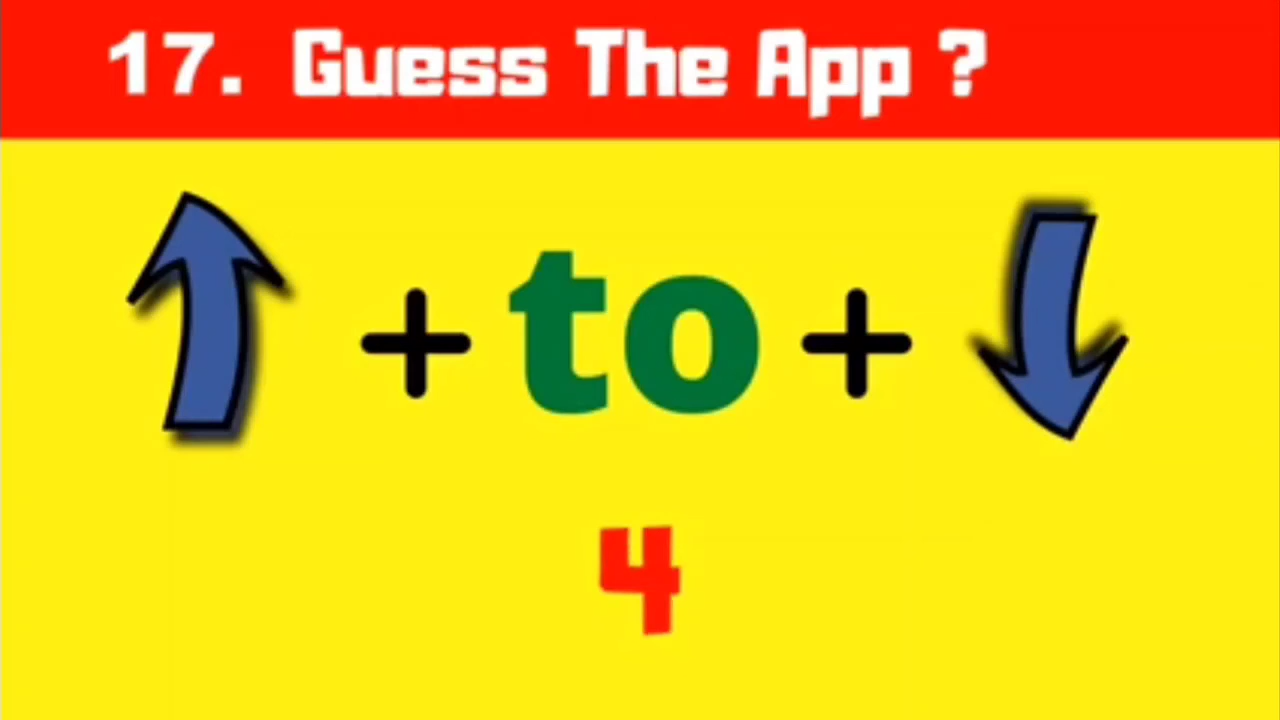 17. Guess The App ?
+ to +
4